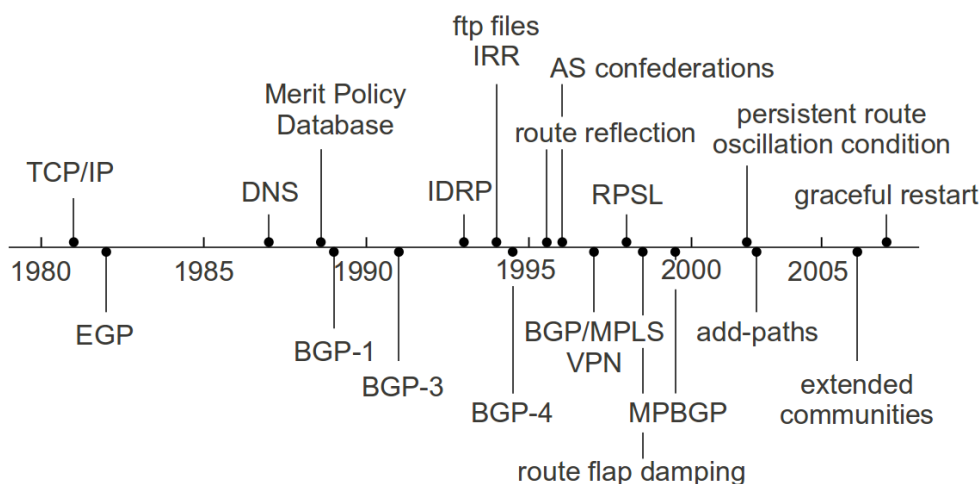 ftp files
IRR
AS confederations
Merit Policy
Database
route reflection
persistent route
oscillation condition
TCP/IP
DNS
IDRP
RPSL
graceful restart
1980
1985
1990
1995
2000
2005
EGP
BGP-1
BGP-3
BGP-4
BGP/MPLS
VPN
MPBGP
add-paths
extended
communities
route flap damping